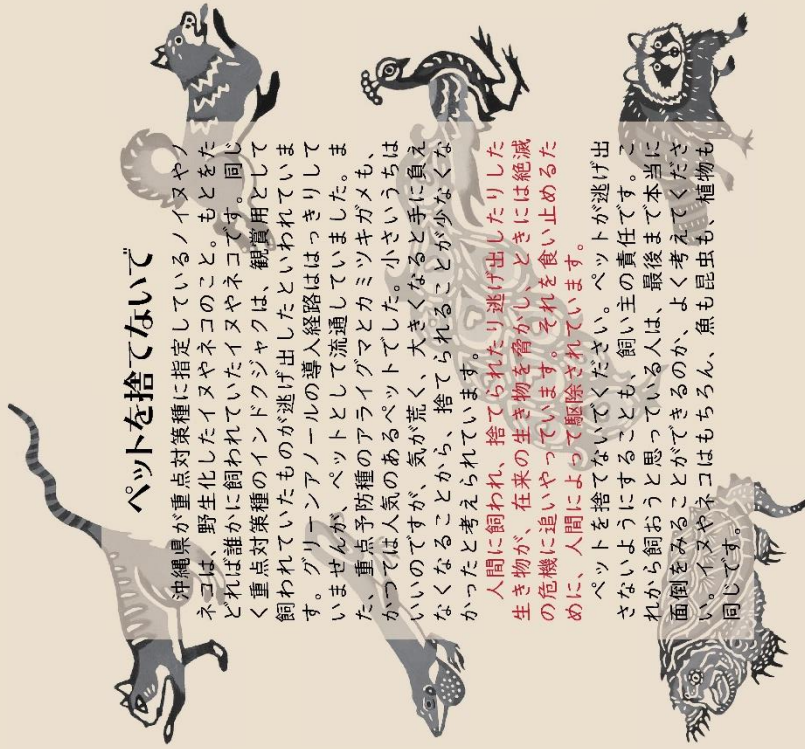 ペットを捨てないで
沖縄県が重点対策種に指定しているノイヌやノ
ネコは、野生化したイヌやネコのこと。もとをた
どれば誰かに飼われていたイヌやネコです。同じ
く重点対策種のインドクジャクは、観賞用として
飼われていたものが逃げ出したといわれていま
す。グリーンアノールの導入経路ははっきりして
いませんが、ペットとして流通していました。ま
た、重点予防種のアライグマとカミツキガメも、
かつては人気のあるペットでした。小さいうちは
いいのですが、気が荒く、大きくなると手に負え
なくなることから、捨てられることが少なくな
かったと考えられています。
人間に飼われ、捨てられたり逃げ出したりした
生き物が、在来の生き物を脅かし、ときには絶滅
の危機に追いやっています。それを食い止めるた
めに、人間によって駆除されています。
ペットを捨てないでください。ペットが逃げ出
さないようにすることも、飼い主の責任です。こ
れから飼おうと思っている人は、最後まで本当に
面倒をみることができるのか、よく考えてくださ
い。イヌやネコはもちろん、魚も昆虫も、植物も
同じです。